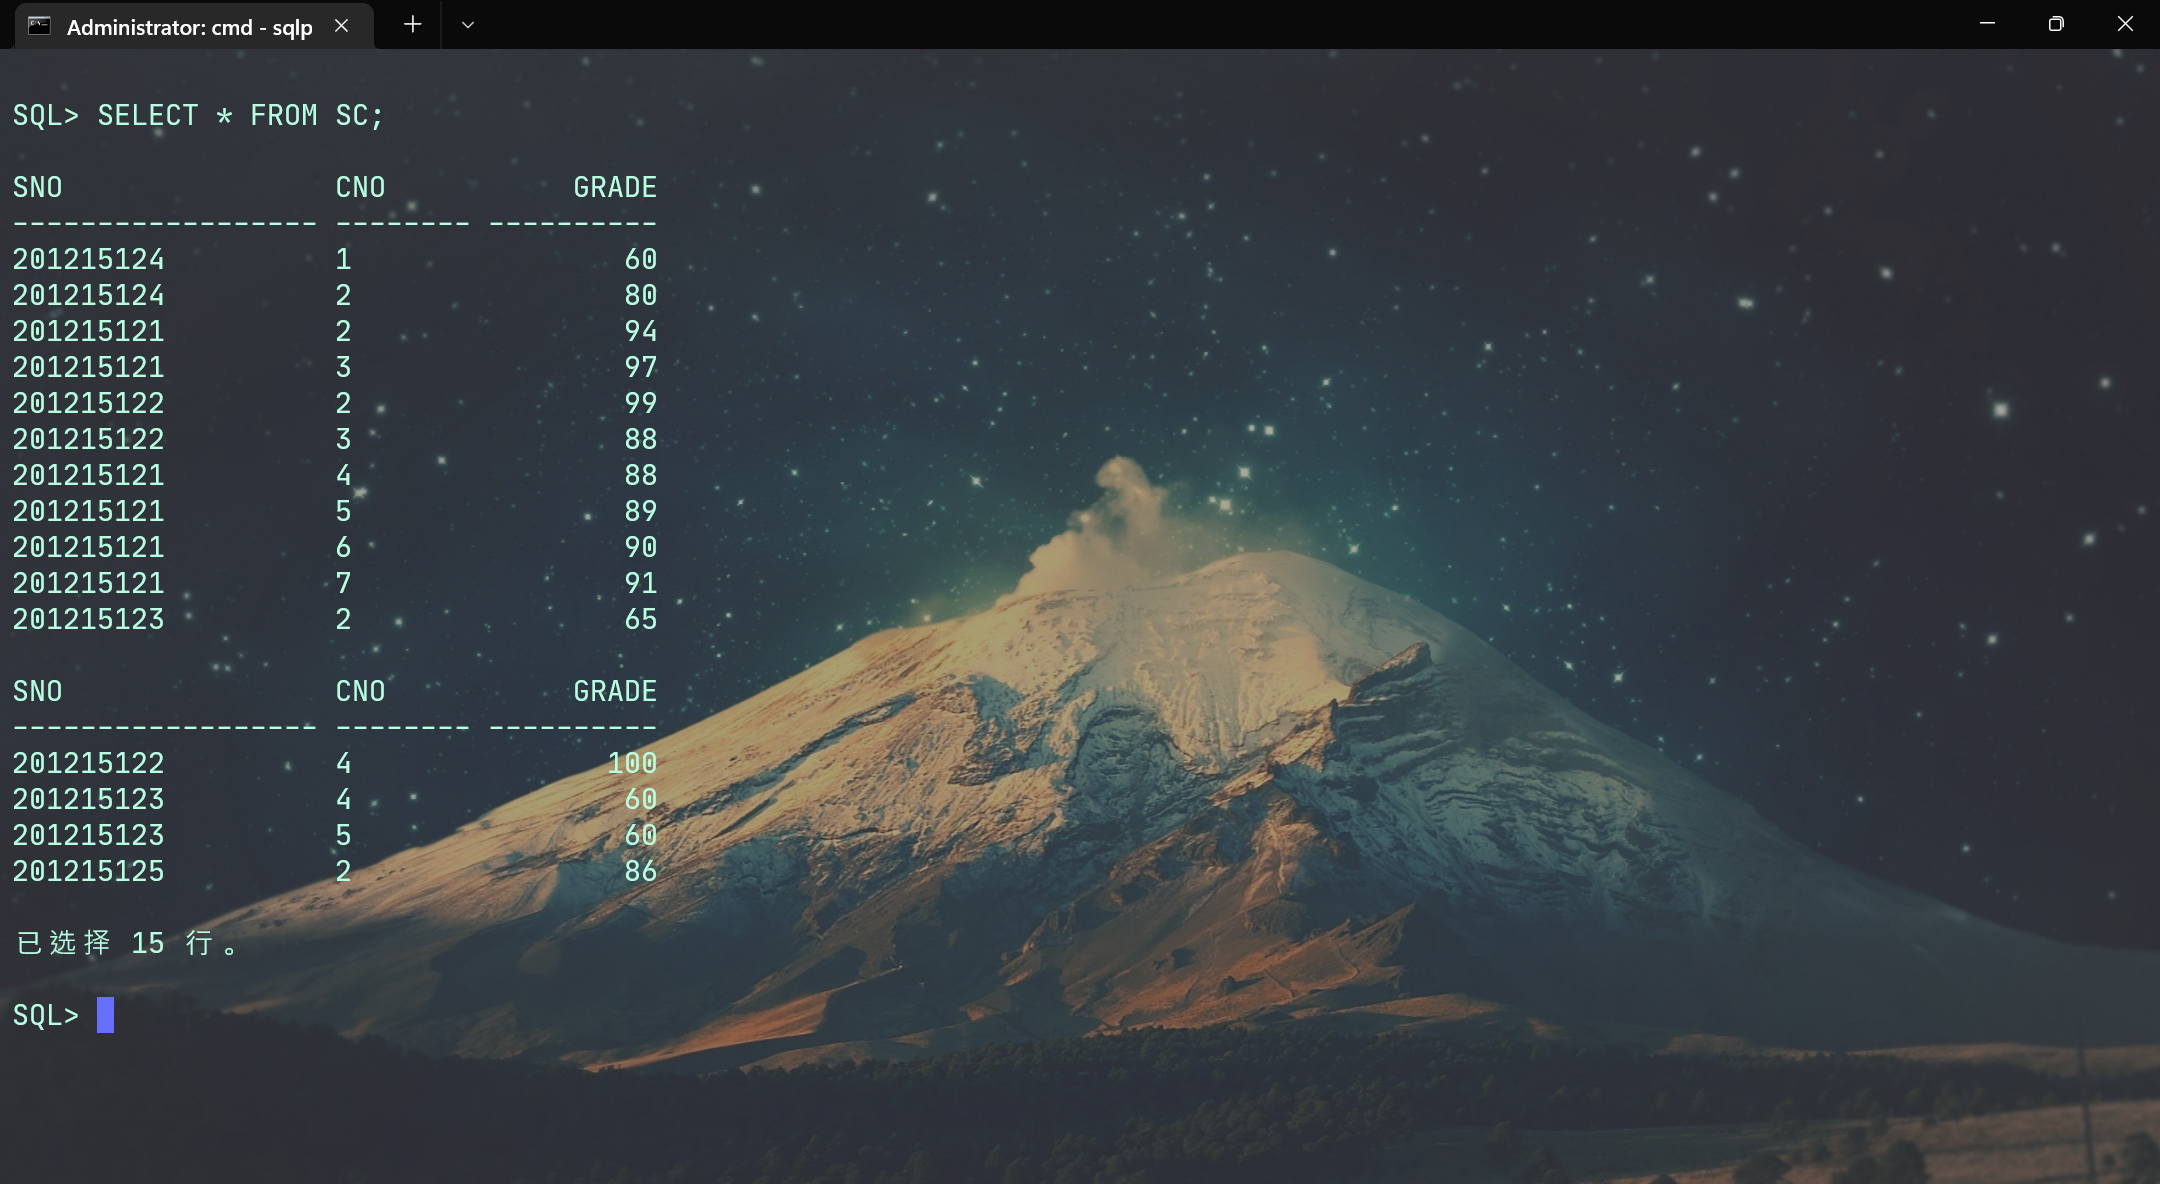 Administrator: cmd - sqlp
SQL> SELECT * FROM SC;
SNO                CNO           GRADE
------------------ -------- ----------
201215124          1                60
201215124          2                80
201215121          2                94
201215121          3                97
201215122          2                99
201215122          3                88
201215121          4                88
201215121          5                89
201215121          6                90
201215121          7                91
201215123          2                65
SNO                CNO           GRADE
------------------ -------- ----------
201215122          4               100
201215123          4                60
201215123          5                60
201215125          2                86
已选择 15 行。
SQL>